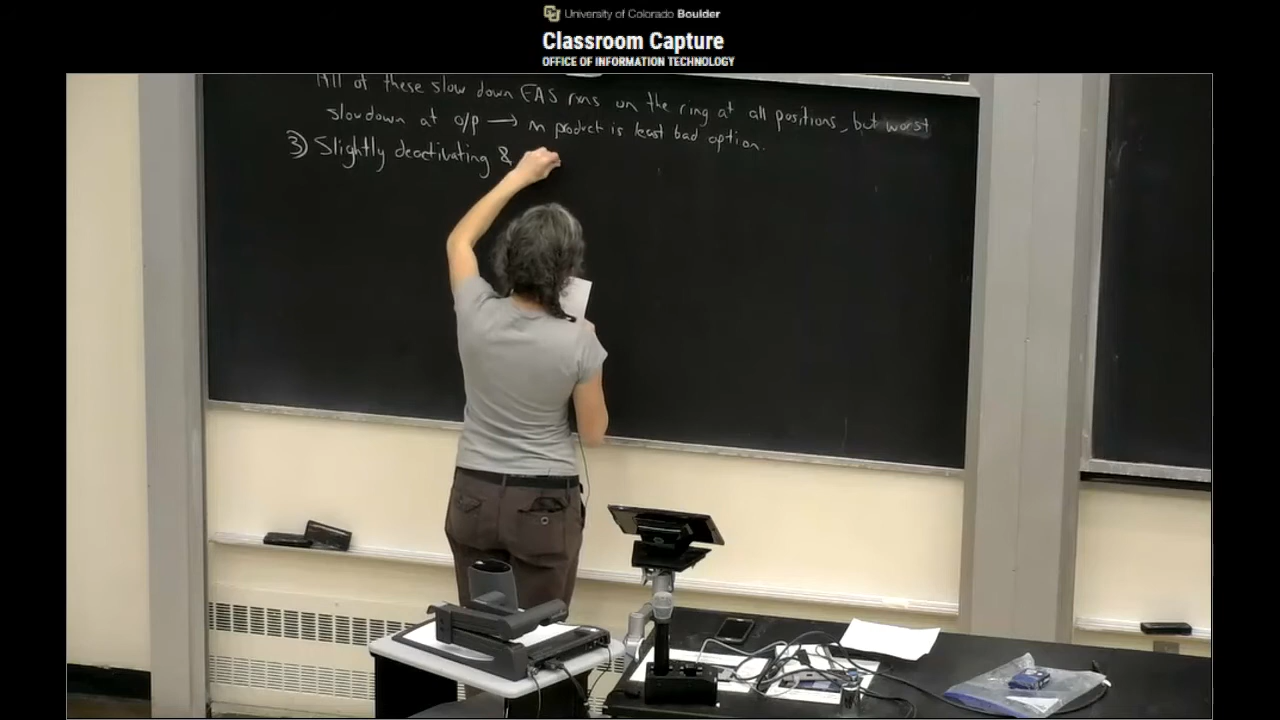 University of Colorado Boulder
Classroom Capture
OFFICE OF INFORMATION TECHNOLOGY
All of these slow down EAS rxns on the ring at all positions, but worst
slowdown at o/p → m product is least bad option.
3) Slightly deactivating &